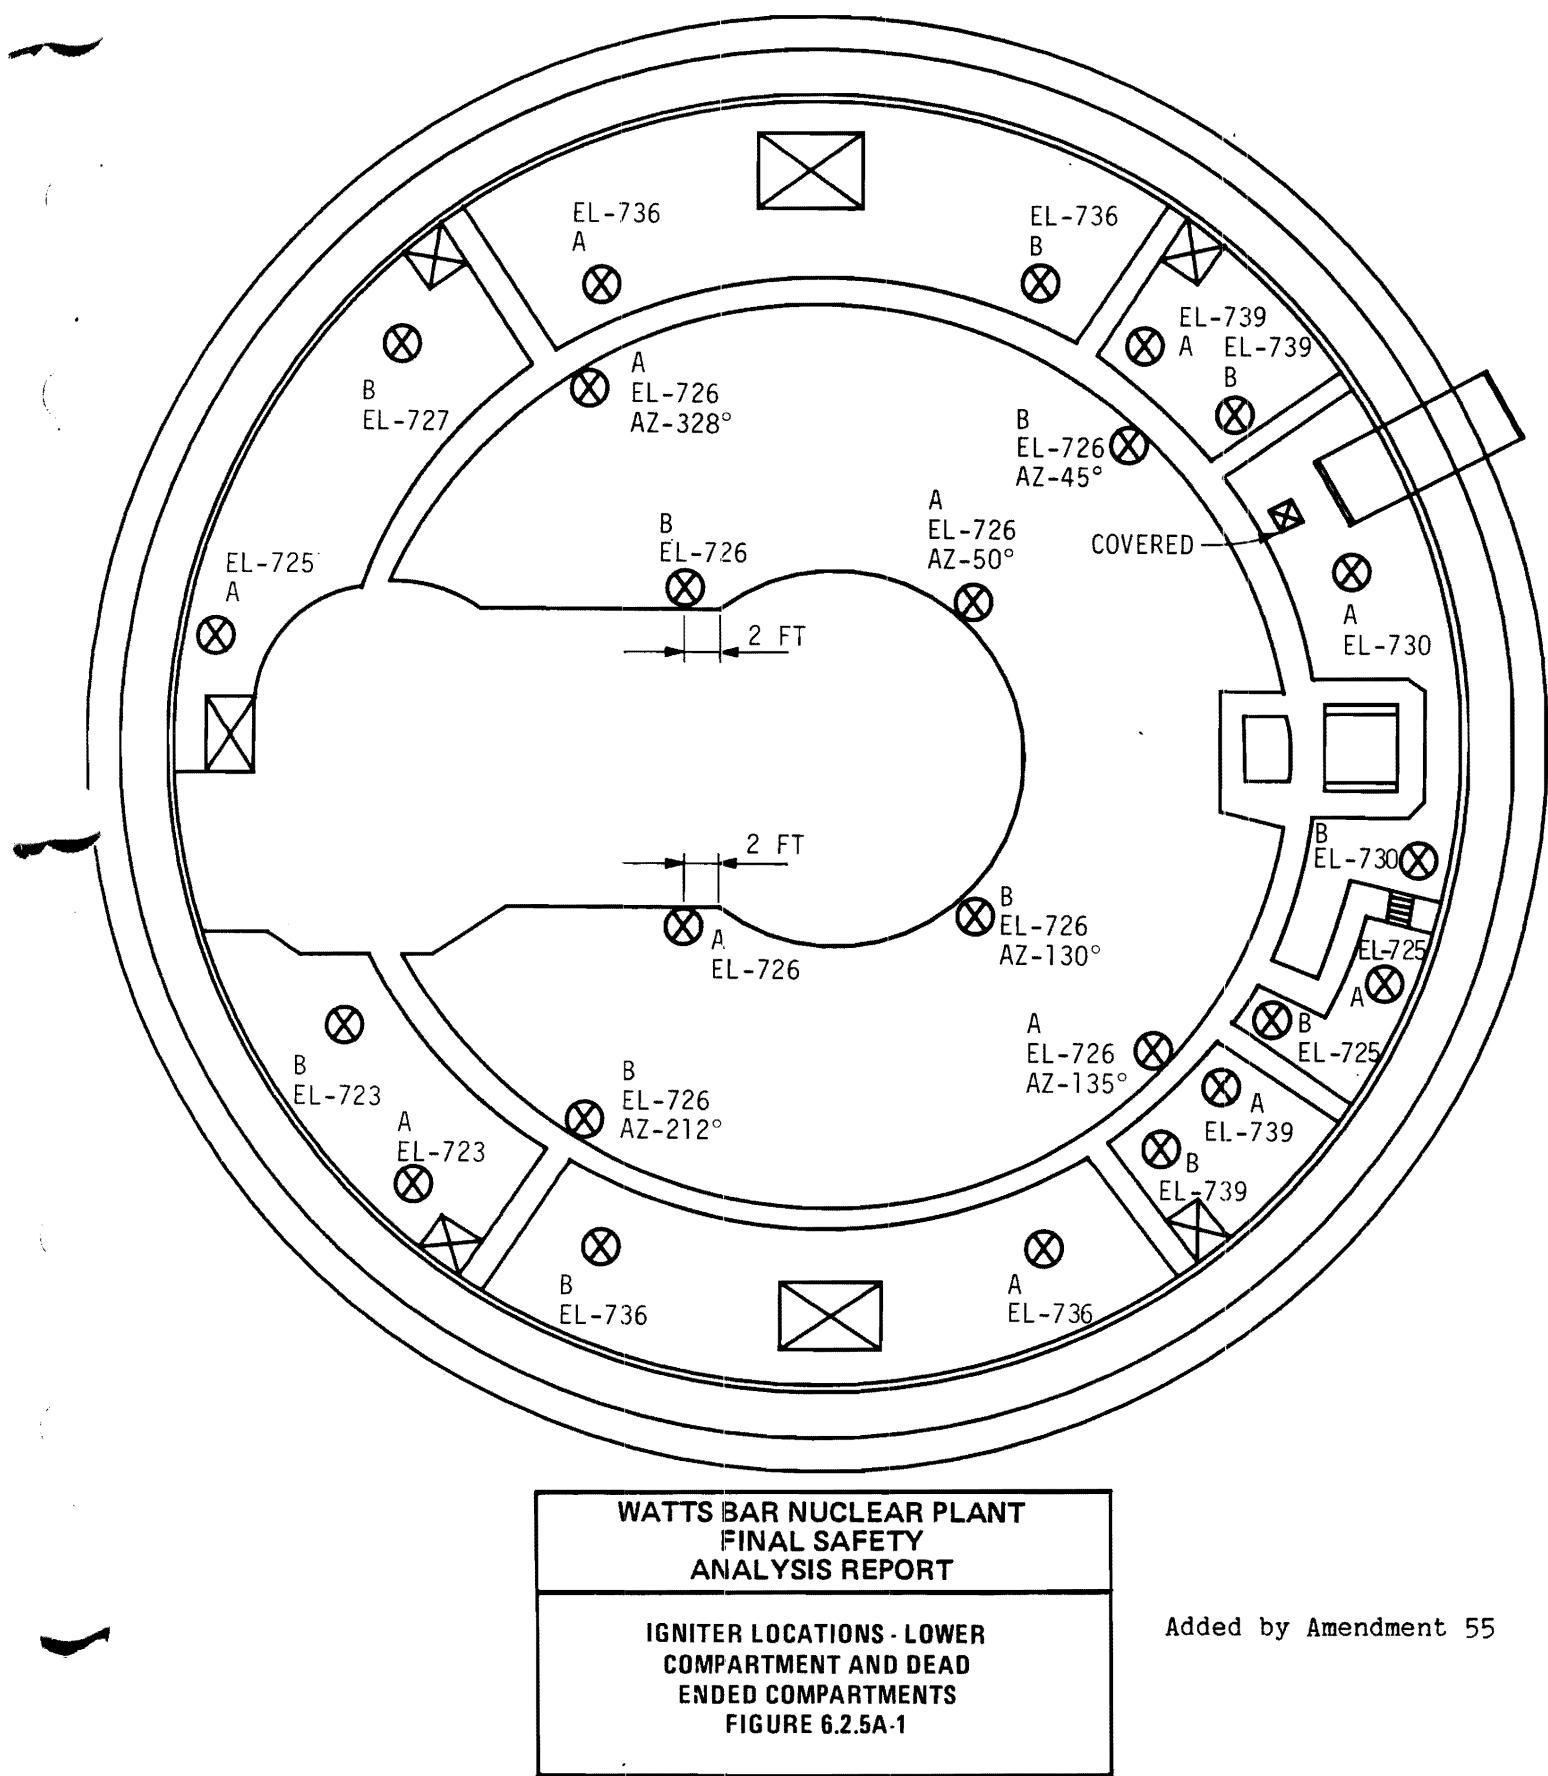 EL-736
A
EL-736
B
EL-739
A
EL-739
B
B
EL-727
A
EL-726
AZ-328°
B
EL-726
AZ-45°
A
EL-726
AZ-50°
B
EL-726
COVERED
EL-725
A
2 FT
A
EL-730
2 FT
B
EL-730
B
EL-726
AZ-130°
A
EL-726
EL-725
A
B
EL-725
A
EL-726
AZ-135°
B
EL-723
B
EL-726
AZ-212°
A
EL-723
A
EL-739
B
EL-739
B
EL-736
A
EL-736
WATTS BAR NUCLEAR PLANT
FINAL SAFETY
ANALYSIS REPORT
IGNITER LOCATIONS - LOWER
COMPARTMENT AND DEAD
ENDED COMPARTMENTS
FIGURE 6.2.5A-1
Added by Amendment 55